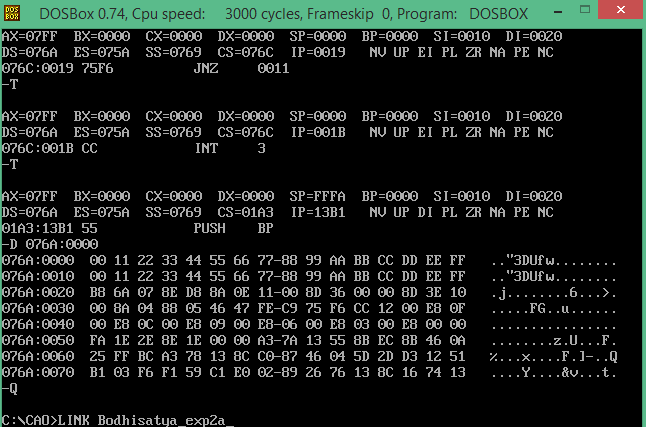 DOSBox 0.74, Cpu speed: 3000 cycles, Frameskip 0, Program: DOSBOX
AX=07FF BX=0000 CX=0000 DX=0000 SP=0000 BP=0000 SI=0010 DI=0020
DS=076A ES=075A SS=0769 CS=076C IP=0019 NV UP EI PL ZR NA PE NC
076C:0019 75F6 JNZ 0011
-T
AX=07FF BX=0000 CX=0000 DX=0000 SP=0000 BP=0000 SI=0010 DI=0020
DS=076A ES=075A SS=0769 CS=076C IP=001B NV UP EI PL ZR NA PE NC
076C:001B CC INT 3
-T
AX=07FF BX=0000 CX=0000 DX=0000 SP=FFFA BP=0000 SI=0010 DI=0020
DS=076A ES=075A SS=0769 CS=01A3 IP=13B1 NV UP DI PL ZR NA PE NC
01A3:13B1 55 PUSH BP
-D 076A:0000
076A:0000 00 11 22 33 44 55 66 77-88 99 AA BB CC DD EE FF .."3DUfw........
076A:0010 00 11 22 33 44 55 66 77-88 99 AA BB CC DD EE FF .."3DUfw........
076A:0020 B8 6A 07 8E D8 8A 0E 11-00 8D 36 00 00 8D 3E 10 .j........6...>.
076A:0030 00 8A 04 88 05 46 47 FE-C9 75 F6 CC 12 00 E8 0F .....FG..u......
076A:0040 00 E8 0C 00 E8 09 00 E8-06 00 E8 03 00 E8 00 00 ................
076A:0050 FA 1E 2E 8E 1E 00 00 A3-7A 13 55 8B EC 8B 46 0A ........z.U...F.
076A:0060 25 FF BC A3 78 13 8C C0-87 46 04 5D 2D D3 12 51 %...x....F.]-..Q
076A:0070 B1 03 F6 F1 59 C1 E0 02-89 26 76 13 8C 16 74 13 ....Y....&v...t.
-Q
C:\CAO>LINK Bodhisatya_exp2a_